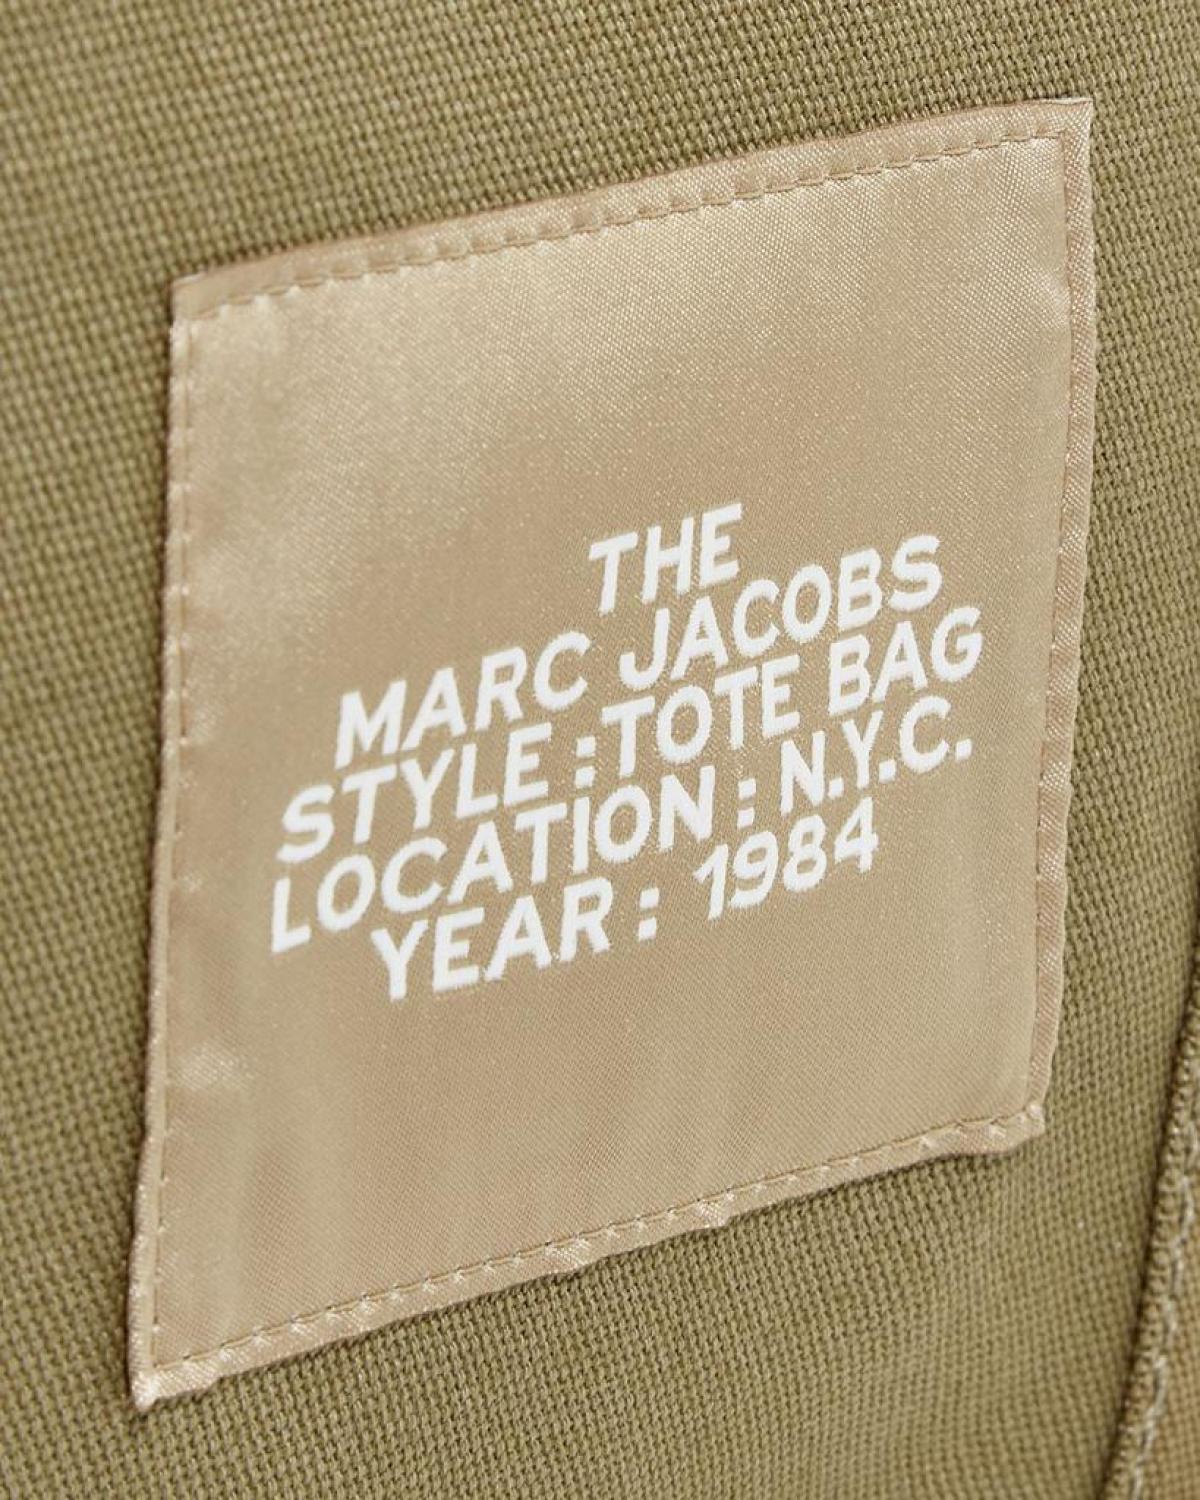 THE
MARC JACOBS
STYLE : TOTE BAG
LOCATION : N.Y.C.
YEAR : 1984